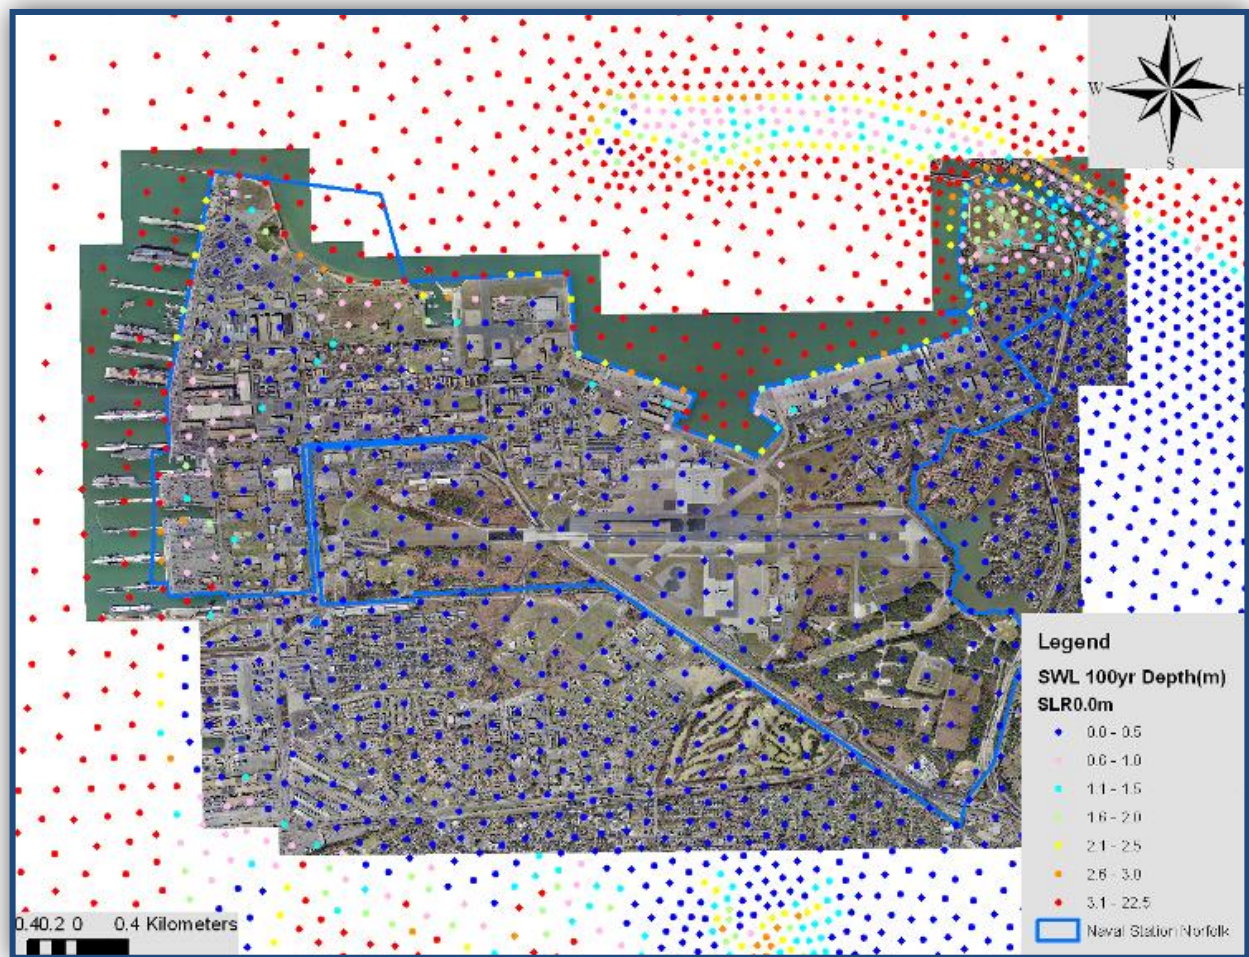 N
W
E
S
Legend
SWL 100yr Depth(m)
SLR0.0m
0.0 - 0.5
0.6 - 1.0
1.1 - 1.5
1.6 - 2.0
2.1 - 2.5
2.6 - 3.0
3.1 - 22.5
Naval Station Norfolk
0.40.2 0 0.4 Kilometers